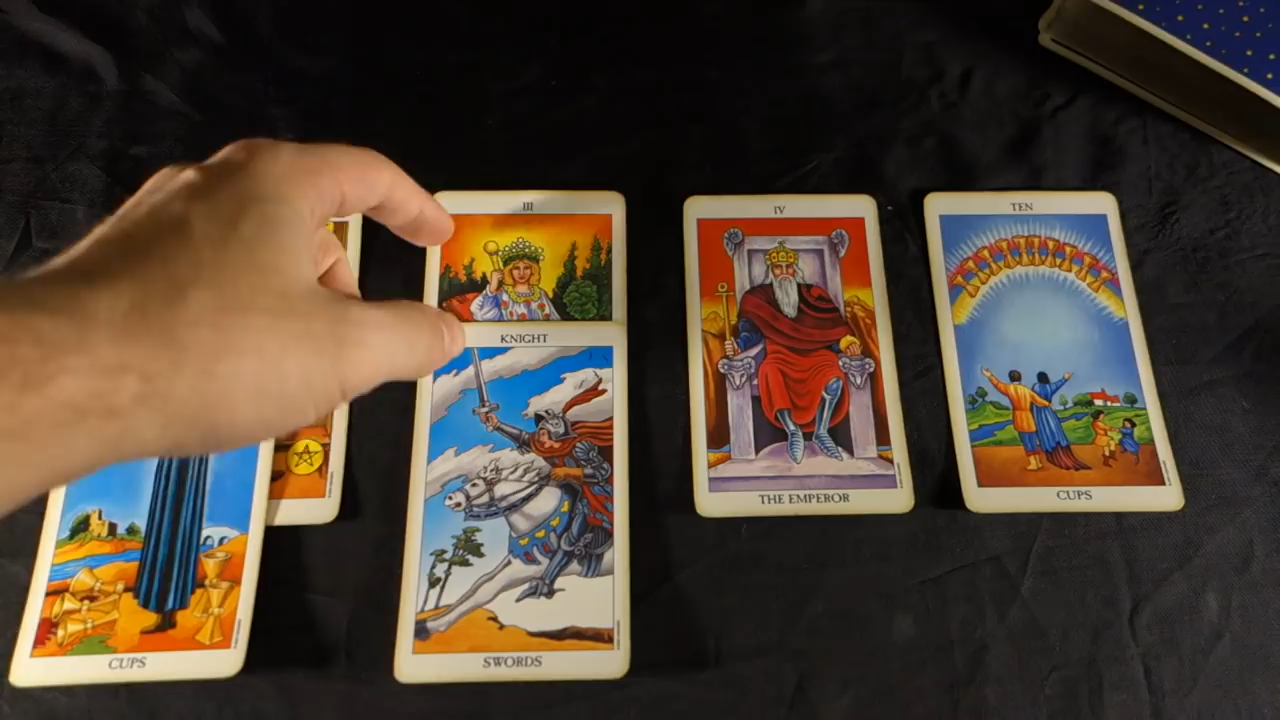 III
KNIGHT
SWORDS
IV
THE EMPEROR
TEN
CUPS
CUPS